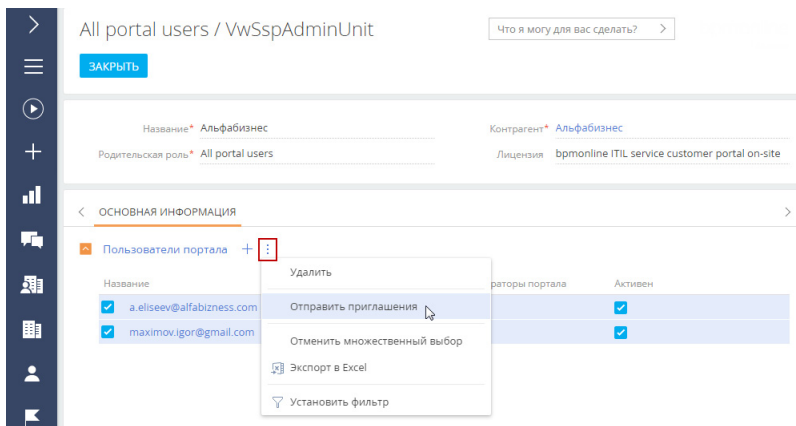 All portal users / VwSspAdminUnit
Что я могу для вас сделать?
ЗАКРЫТЬ
Название* Альфабизнес
Контрагент* Альфабизнес
Родительская роль* All portal users
Лицензия bpmonline ITIL service customer portal on-site
ОСНОВНАЯ ИНФОРМАЦИЯ
Пользователи портала
Удалить
Название
раторы портала
Активен
a.eliseev@alfabizness.com
Отправить приглашения
maximov.igor@gmail.com
Отменить множественный выбор
Экспорт в Excel
Установить фильтр